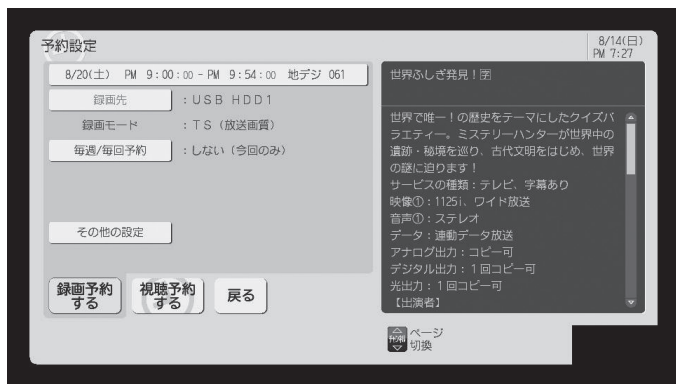 予約設定
8/14(日)
PM 7:27
8/20(土) PM 9:00:00 - PM 9:54:00 地デジ 061
録画先 :USB HDD1
録画モード :TS(放送画質)
毎週/毎回予約 :しない(今回のみ)
その他の設定
録画予約
する
視聴予約
する
戻る
世界ふしぎ発見!字
世界で唯一!の歴史をテーマにしたクイズバ
ラエティー。ミステリーハンターが世界中の
遺跡・秘境を巡り、古代文明をはじめ、世界
の謎に迫ります!
サービスの種類:テレビ、字幕あり
映像①:1125i、ワイド放送
音声①:ステレオ
データ:連動データ放送
アナログ出力:コピー可
デジタル出力:1回コピー可
光出力:1回コピー可
【出演者】
チャンネル ページ
切換